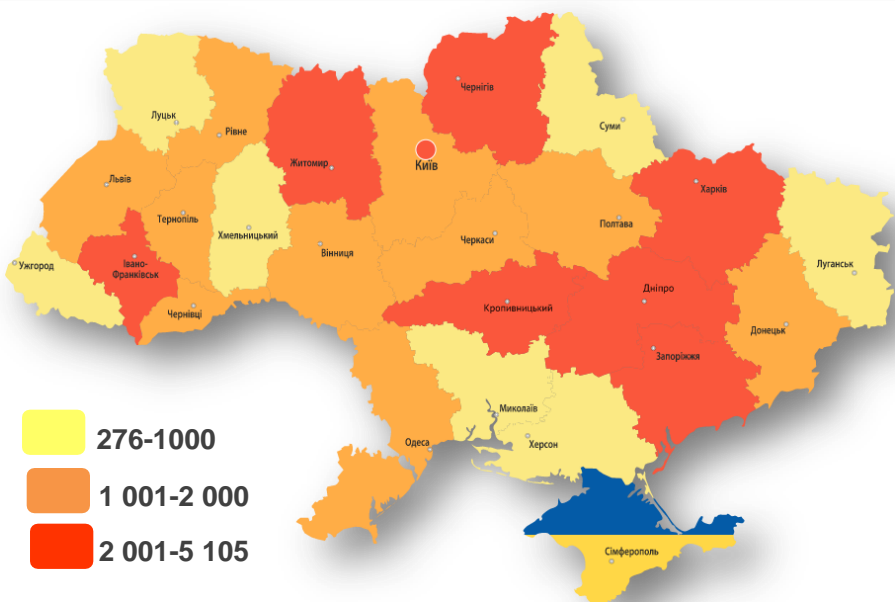 Чернігів
Луцьк
Рівне
Суми
Житомир
Київ
Львів
Харків
Тернопіль
Хмельницький
Полтава
Черкаси
Вінниця
Ужгород
Івано-
Франківськ
Луганськ
Дніпро
Кропивницький
Чернівці
Донецьк
Запоріжжя
Миколаїв
Одеса
Херсон
Сімферополь
276-1000
1 001-2 000
2 001-5 105